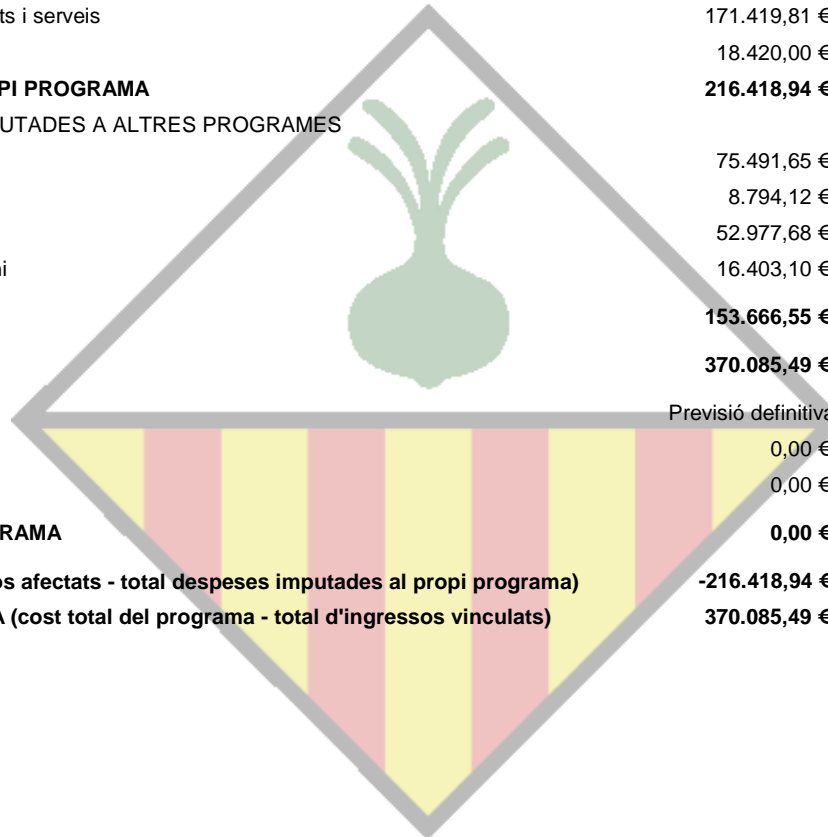 ts i serveis 171.419,81 €
18.420,00 €
PI PROGRAMA 216.418,94 €
UTADES A ALTRES PROGRAMES
75.491,65 €
8.794,12 €
52.977,68 €
ni 16.403,10 €
153.666,55 €
370.085,49 €
Previsió definitiva
0,00 €
0,00 €
GRAMA 0,00 €
os afectats - total despeses imputades al propi programa) -216.418,94 €
A (cost total del programa - total d'ingressos vinculats) 370.085,49 €